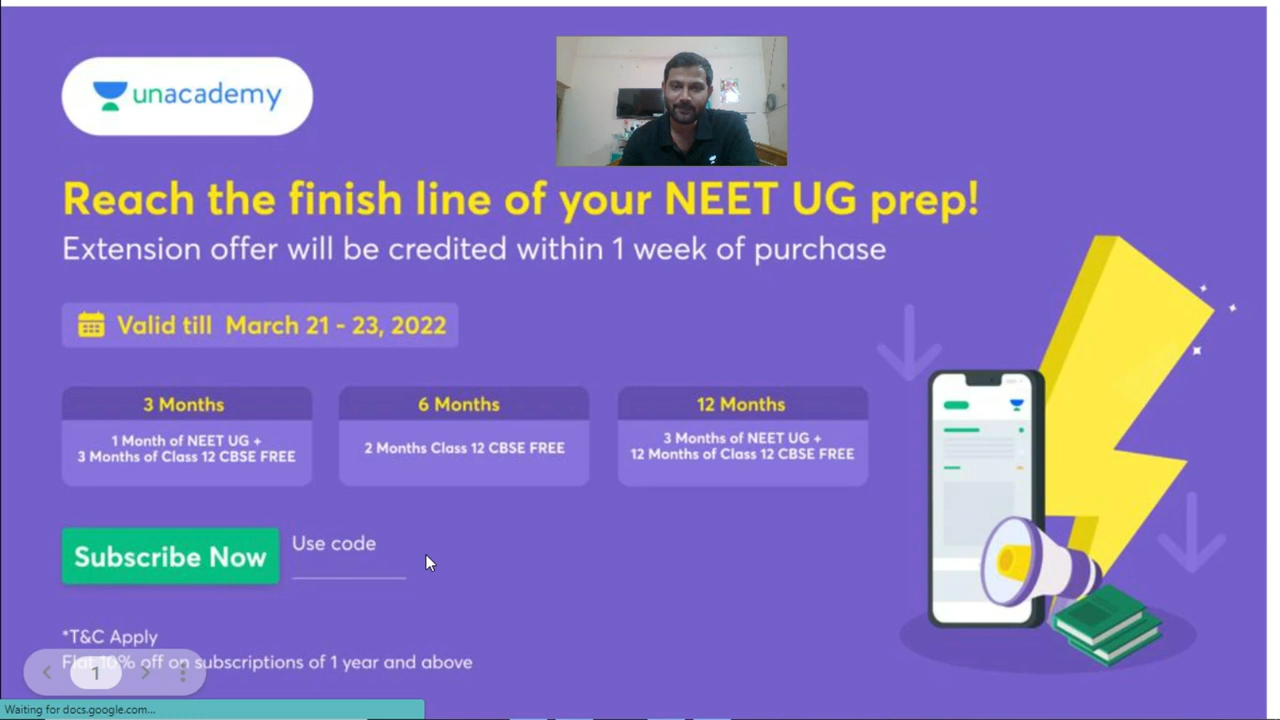 unacademy
Reach the finish line of your NEET UG prep!
Extension offer will be credited within 1 week of purchase
Valid till March 21 - 23, 2022
3 Months
1 Month of NEET UG +
3 Months of Class 12 CBSE FREE
6 Months
2 Months Class 12 CBSE FREE
12 Months
3 Months of NEET UG +
12 Months of Class 12 CBSE FREE
Subscribe Now
Use code
*T&C Apply
Flat 10% off on subscriptions of 1 year and above
1
Waiting for docs.google.com...